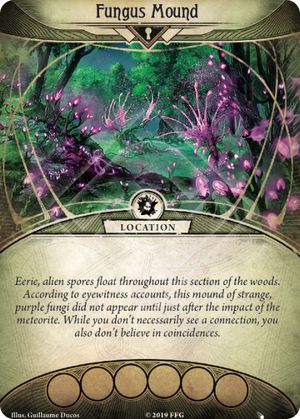 Fungus Mound
LOCATION
Eerie, alien spores float throughout this section of the woods.
According to eyewitness accounts, this mound of strange,
purple fungi did not appear until just after the impact of the
meteorite. While you don't necessarily see a connection, you
also don't believe in coincidences.
Illus. Guillaume Ducos
© 2019 FFG